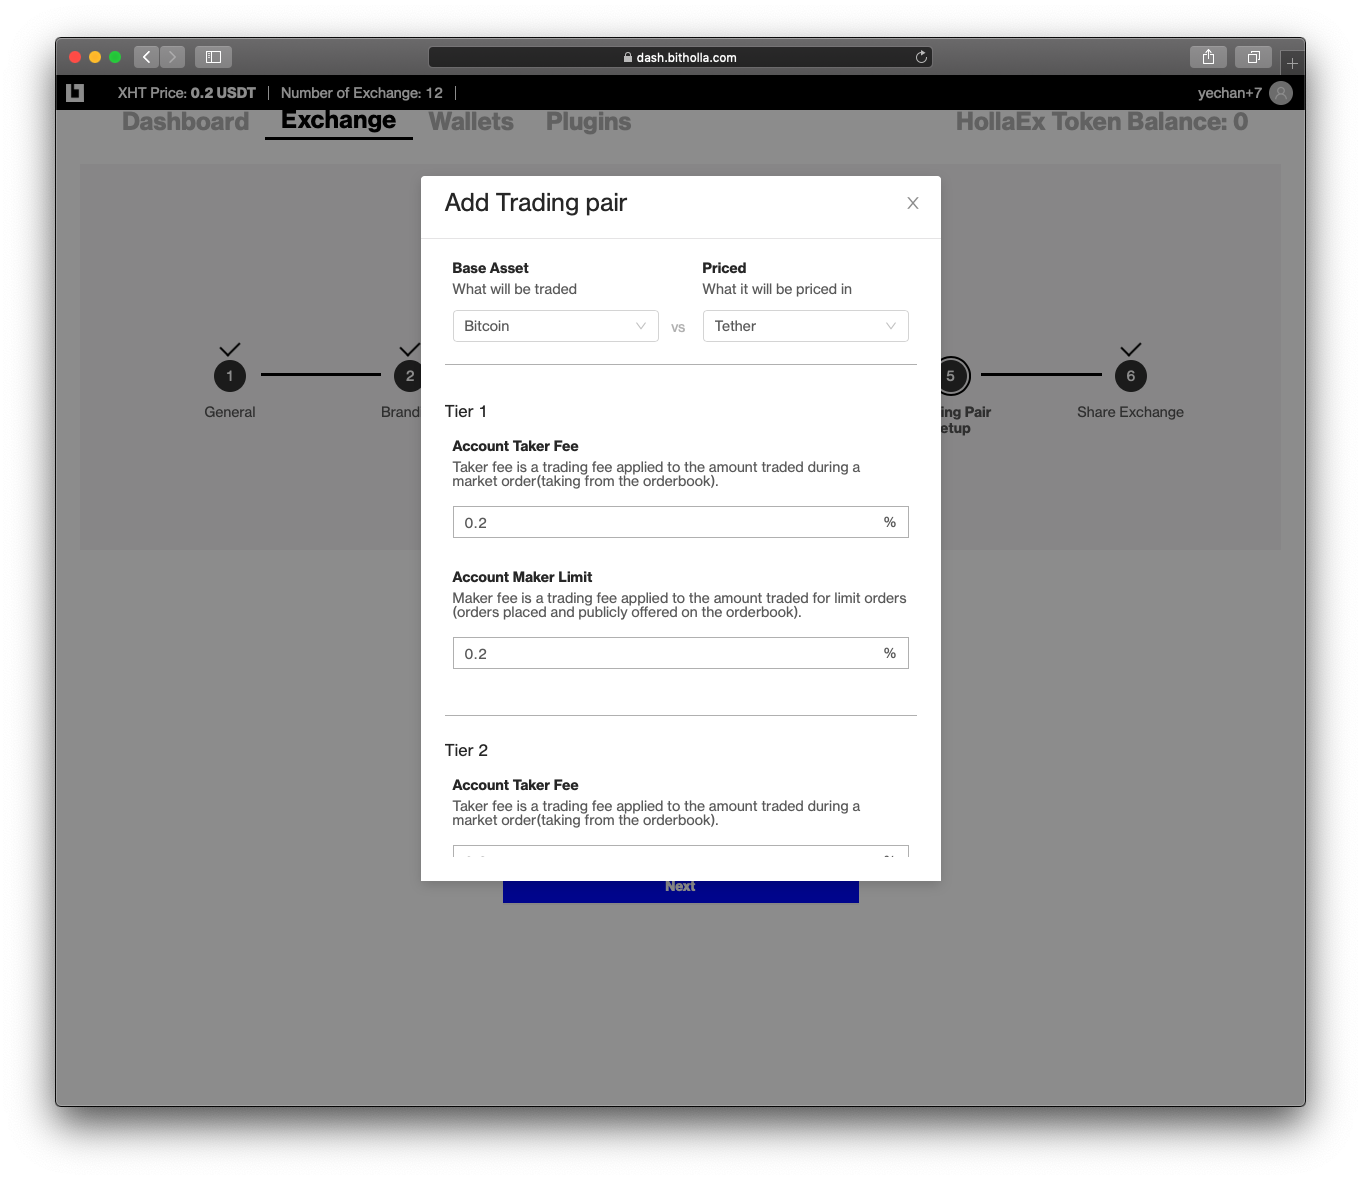 dash.bitholla.com
XHT Price: 0.2 USDT | Number of Exchange: 12 |
yechan+7
Dashboard Exchange Wallets Plugins
HollaEx Token Balance: 0
Add Trading pair
Base Asset
What will be traded
Bitcoin
vs
Priced
What it will be priced in
Tether
1
General
2
5
etup
6
Share Exchange
Tier 1
Account Taker Fee
Taker fee is a trading fee applied to the amount traded during a
market order(taking from the orderbook).
0.2 %
Account Maker Limit
Maker fee is a trading fee applied to the amount traded for limit orders
(orders placed and publicly offered on the orderbook).
0.2 %
Tier 2
Account Taker Fee
Taker fee is a trading fee applied to the amount traded during a
market order(taking from the orderbook).
Next